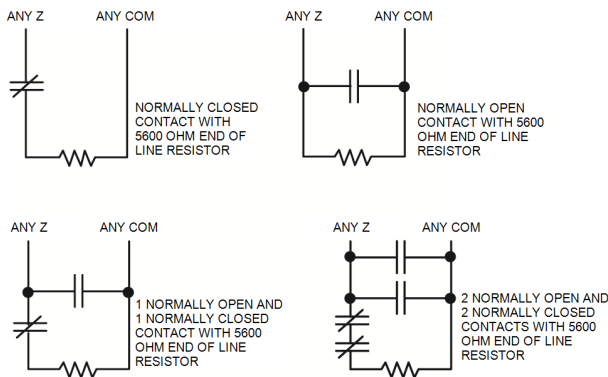 ANY Z ANY COM
NORMALLY CLOSED
CONTACT WITH
5600 OHM END OF
LINE RESISTOR
ANY Z ANY COM
NORMALLY OPEN
CONTACT WITH 5600
OHM END OF LINE
RESISTOR
ANY Z ANY COM
1 NORMALLY OPEN AND
1 NORMALLY CLOSED
CONTACT WITH 5600
OHM END OF LINE
RESISTOR
ANY Z ANY COM
2 NORMALLY OPEN AND
2 NORMALLY CLOSED
CONTACTS WITH 5600
OHM END OF LINE
RESISTOR